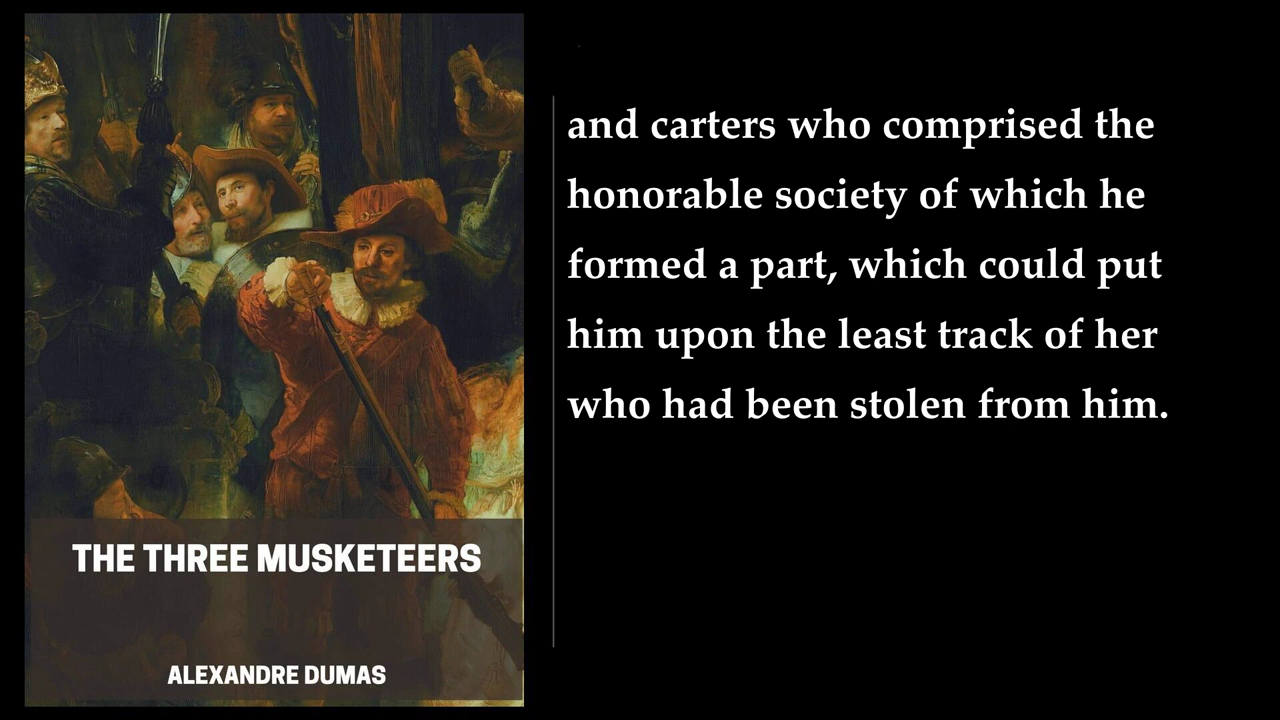 THE THREE MUSKETEERS
ALEXANDRE DUMAS
and carters who comprised the
honorable society of which he
formed a part, which could put
him upon the least track of her
who had been stolen from him.